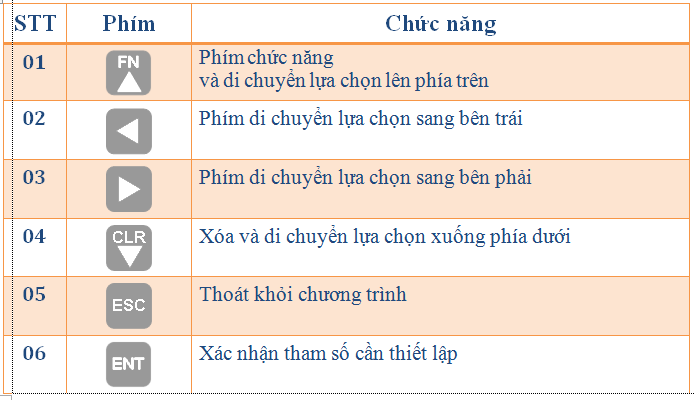 STT Phím Chức năng
01 FN Phím chức năng
và di chuyển lựa chọn lên phía trên
02 Phím di chuyển lựa chọn sang bên trái
03 Phím di chuyển lựa chọn sang bên phải
04 CLR Xóa và di chuyển lựa chọn xuống phía dưới
05 ESC Thoát khỏi chương trình
06 ENT Xác nhận tham số cần thiết lập